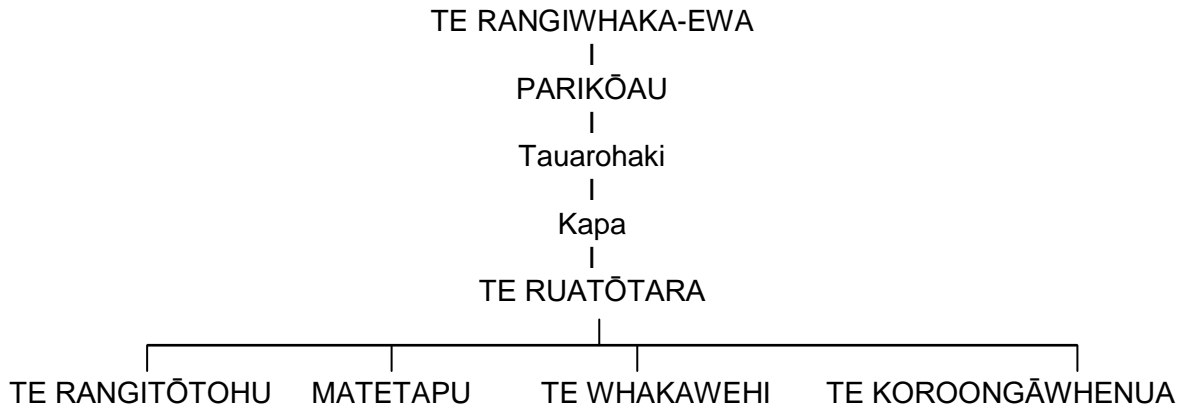 TE RANGIWHAKA-EWA
PARIKŌAU
Tauarohaki
Kapa
TE RUATŌTARA
TE RANGITŌTOHU MATETAPU TE WHAKAWEHI TE KOROONGĀWHENUA